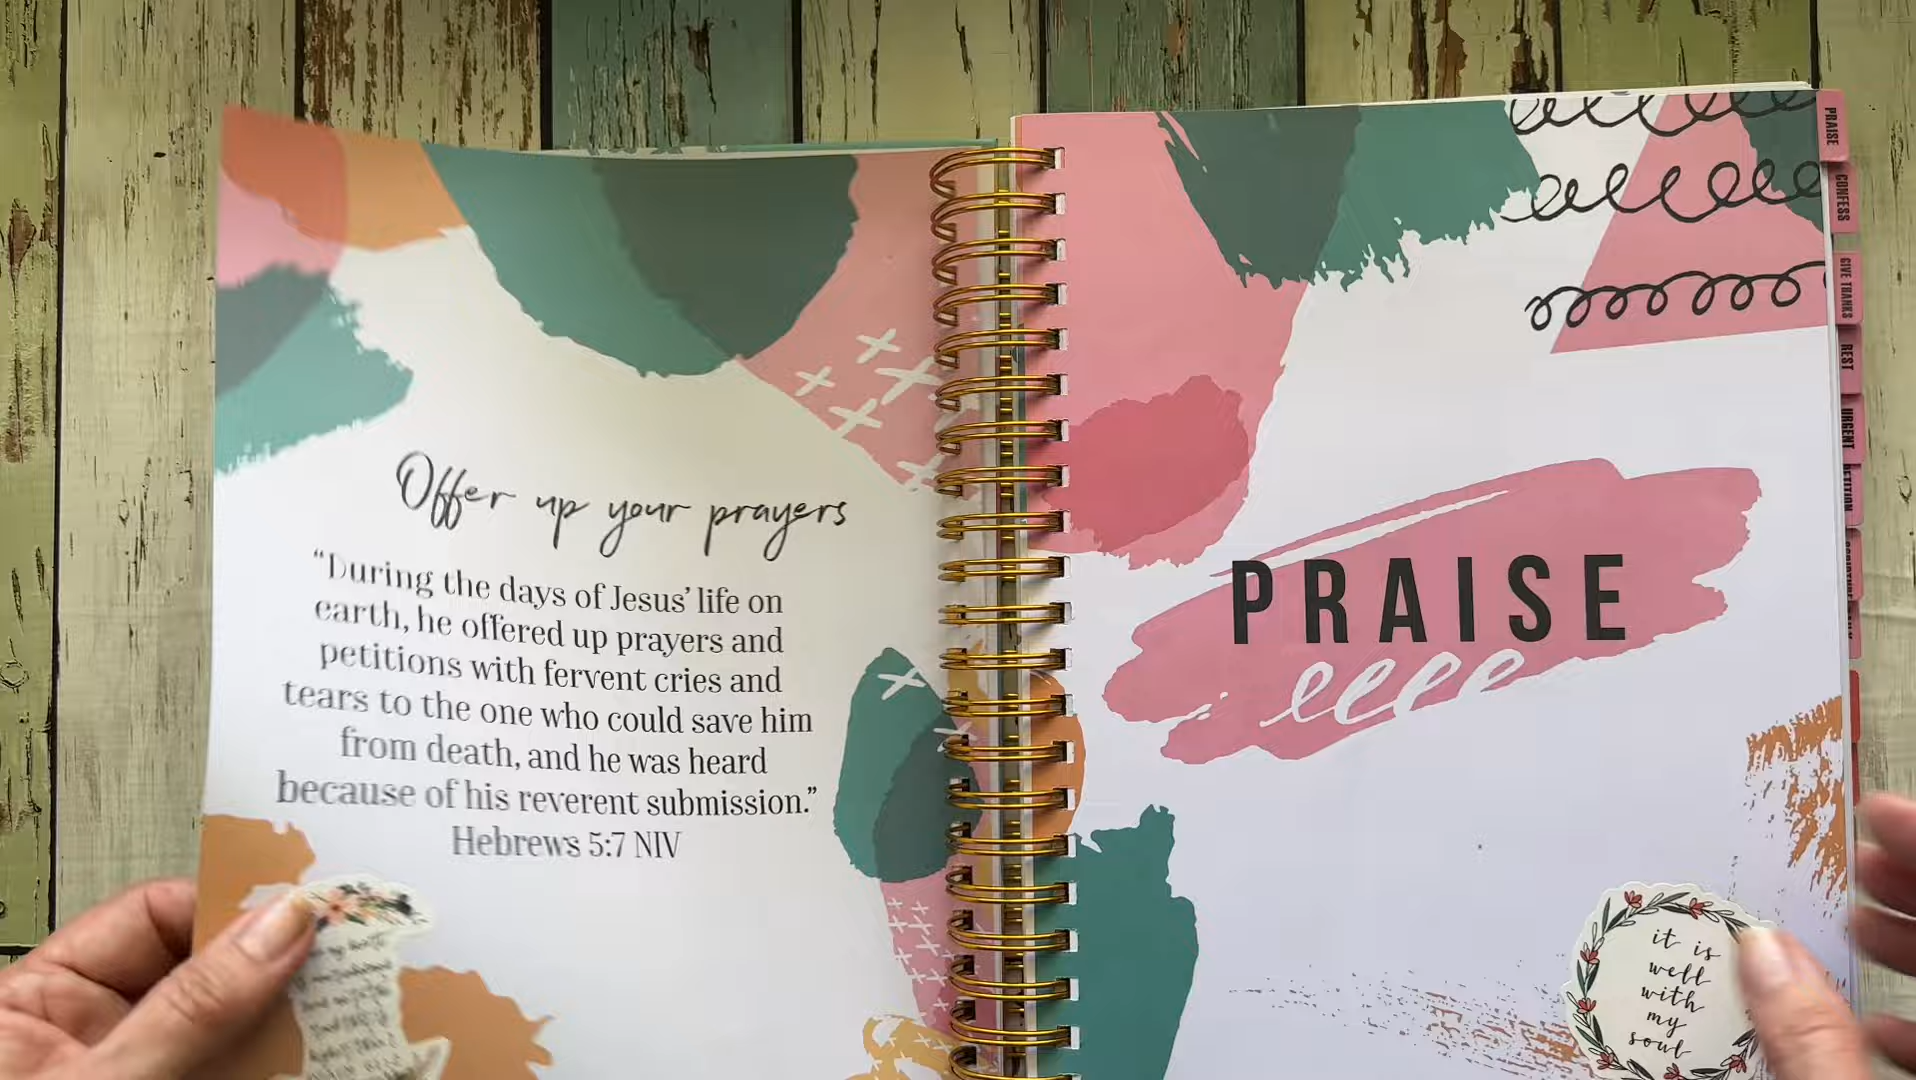 Offer up your prayers
“During the days of Jesus’ life on
earth, he offered up prayers and
petitions with fervent cries and
tears to the one who could save him
from death, and he was heard
because of his reverent submission.”
Hebrews 5:7 NIV
PRAISE
it is
well
with
my
soul
PRAISE
CONFESS
GIVE THANKS
REST
URGENT